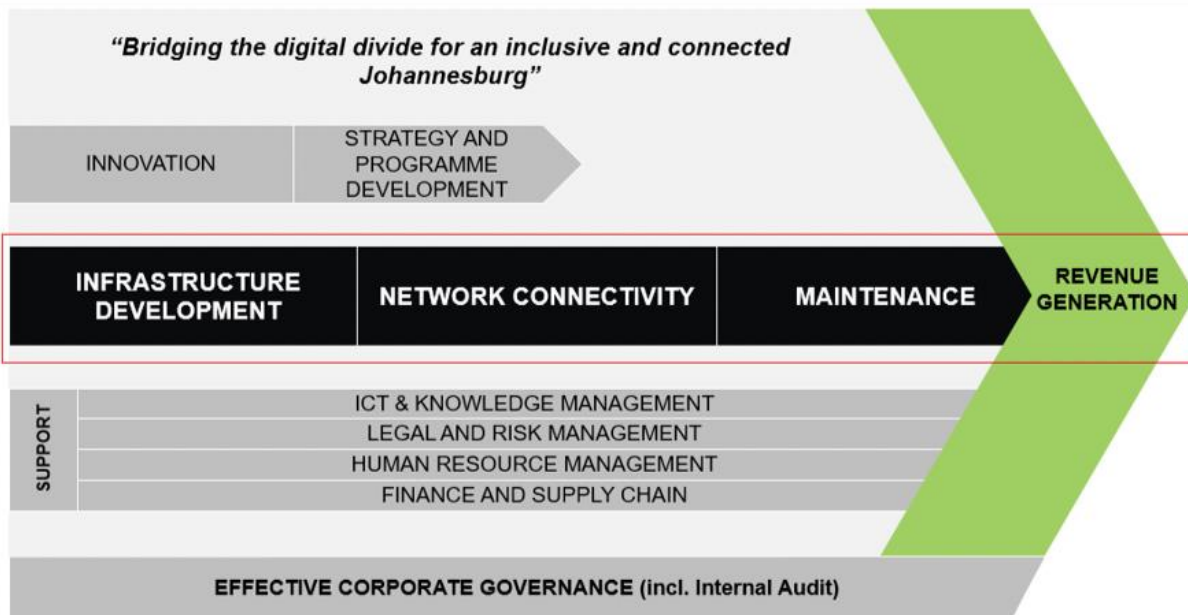 “Bridging the digital divide for an inclusive and connected
Johannesburg”
INNOVATION
STRATEGY AND
PROGRAMME
DEVELOPMENT
INFRASTRUCTURE
DEVELOPMENT
NETWORK CONNECTIVITY
MAINTENANCE
REVENUE
GENERATION
SUPPORT
ICT & KNOWLEDGE MANAGEMENT
LEGAL AND RISK MANAGEMENT
HUMAN RESOURCE MANAGEMENT
FINANCE AND SUPPLY CHAIN
EFFECTIVE CORPORATE GOVERNANCE (incl. Internal Audit)